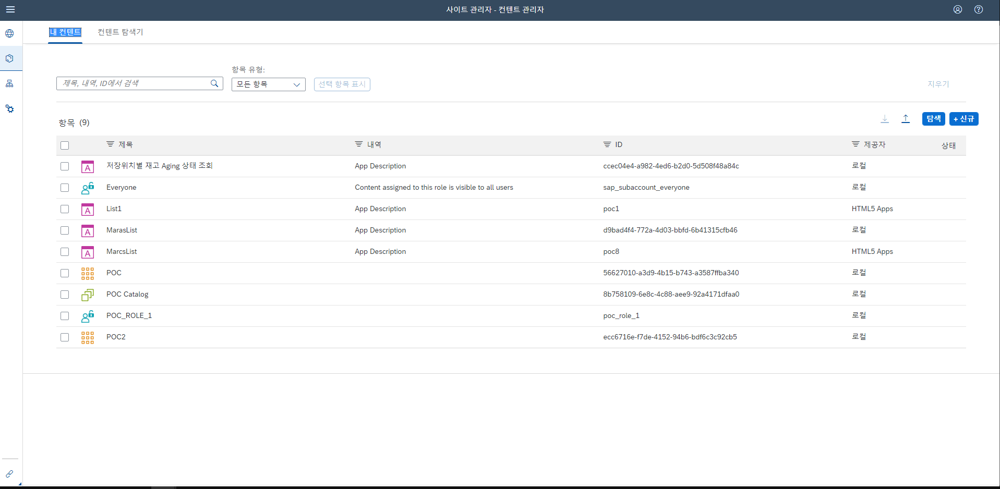 사이트 관리자 - 컨텐트 관리자
내 컨텐트 컨텐트 탐색기
항목 유형:
제목, 내역, ID에서 검색 모든 항목 선택 항목 표시 지우기
항목 (9) 탐색 + 신규
제목 내역 ID 제공자 상태
저장위치별 재고 Aging 상태 조회 App Description ccec04e4-a982-4ed6-b2d0-5d508f48a84c 로컬
Everyone Content assigned to this role is visible to all users sap_subaccount_everyone 로컬
List1 App Description poc1 HTML5 Apps
MarasList App Description d9bad4f4-772a-4d03-bbfd-6b41315cfb46 로컬
MarcsList App Description poc8 HTML5 Apps
POC 56627010-a3d9-4b15-b743-a3587ffba340 로컬
POC Catalog 8b758109-6e8c-4c88-aee9-92a4171dfaa0 로컬
POC_ROLE_1 poc_role_1 로컬
POC2 ecc6716e-f7de-4152-94b6-bdf6c3c92cb5 로컬